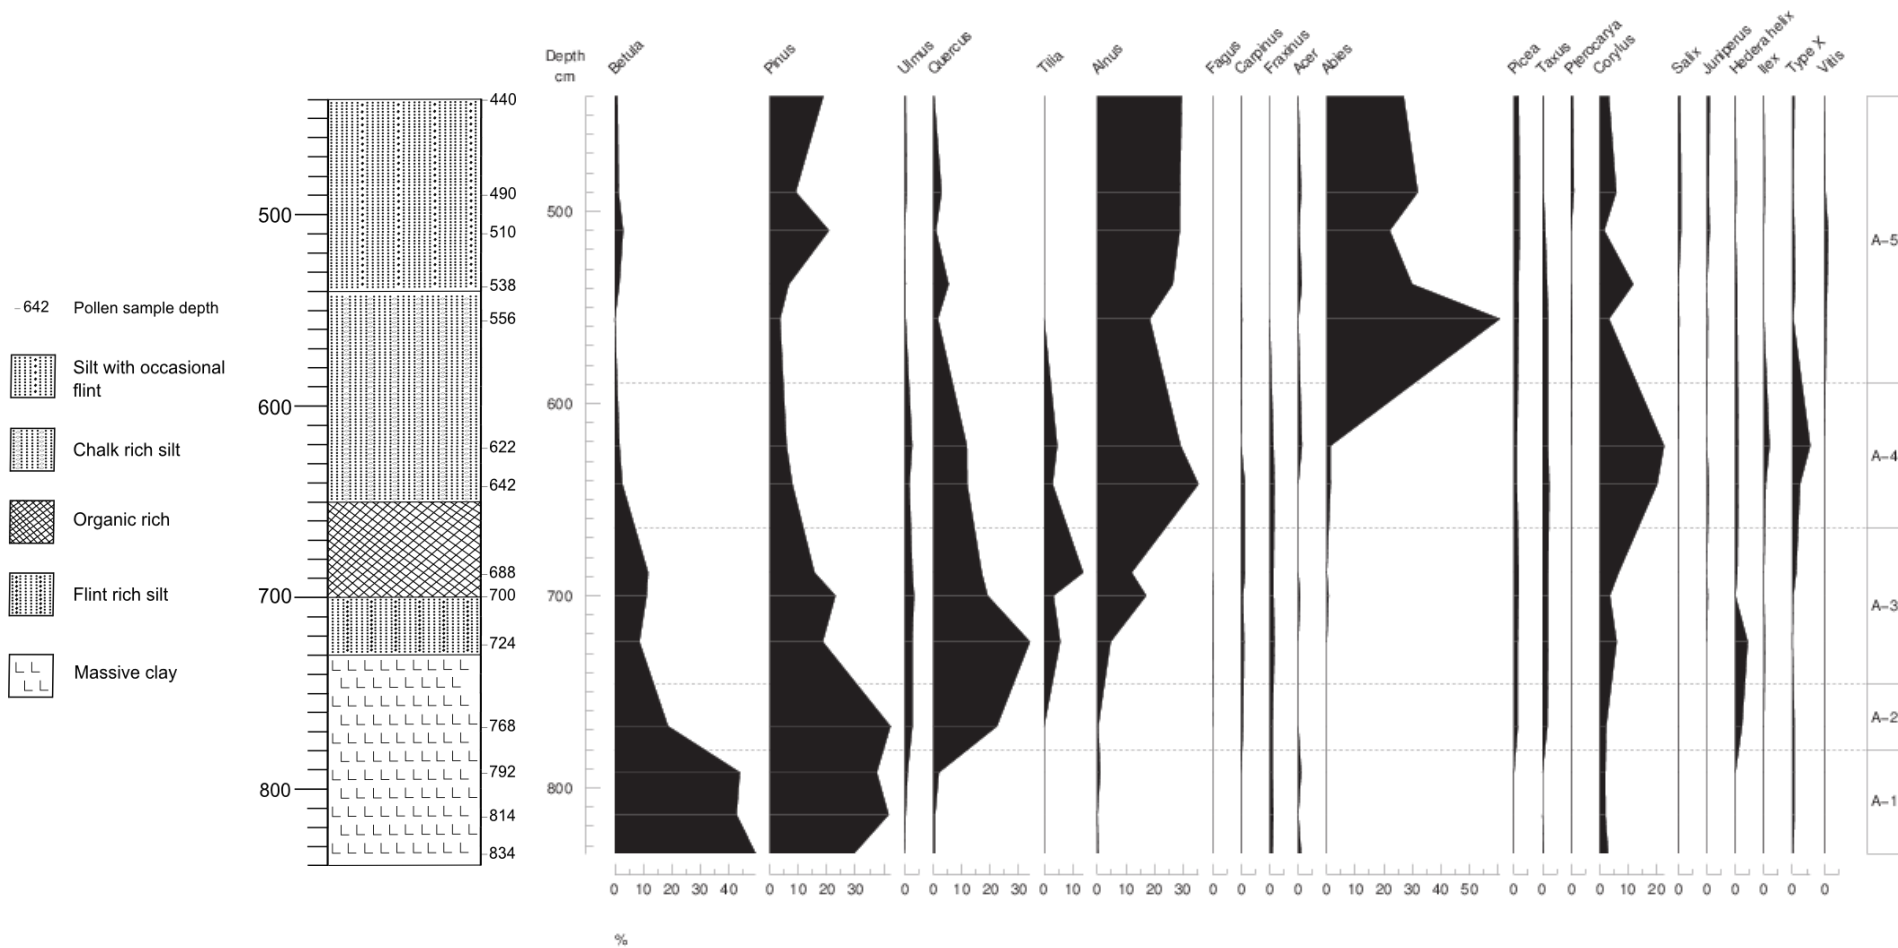 Depth
cm
Betula
Pinus
Ulmus
Quercus
Tilia
Alnus
Fagus
Carpinus
Fraxinus
Acer
Abies
Picea
Taxus
Pterocarya
Corylus
Salix
Juniperus
Hedera helix
Ilex
Type X
Vitis
500
600
700
800
440
490
510
538
556
622
642
688
700
724
768
792
814
834
500
600
700
800
642 Pollen sample depth
Silt with occasional
flint
Chalk rich silt
Organic rich
Flint rich silt
Massive clay
A-5
A-4
A-3
A-2
A-1
0 10 20 30 40
0 10 20 30
0
0 10 20 30
0 10
0 10 20 30
0
0
0
0
0 10 20 30 40 50
0
0
0
0 10 20
0
0
0
0
0
0
%